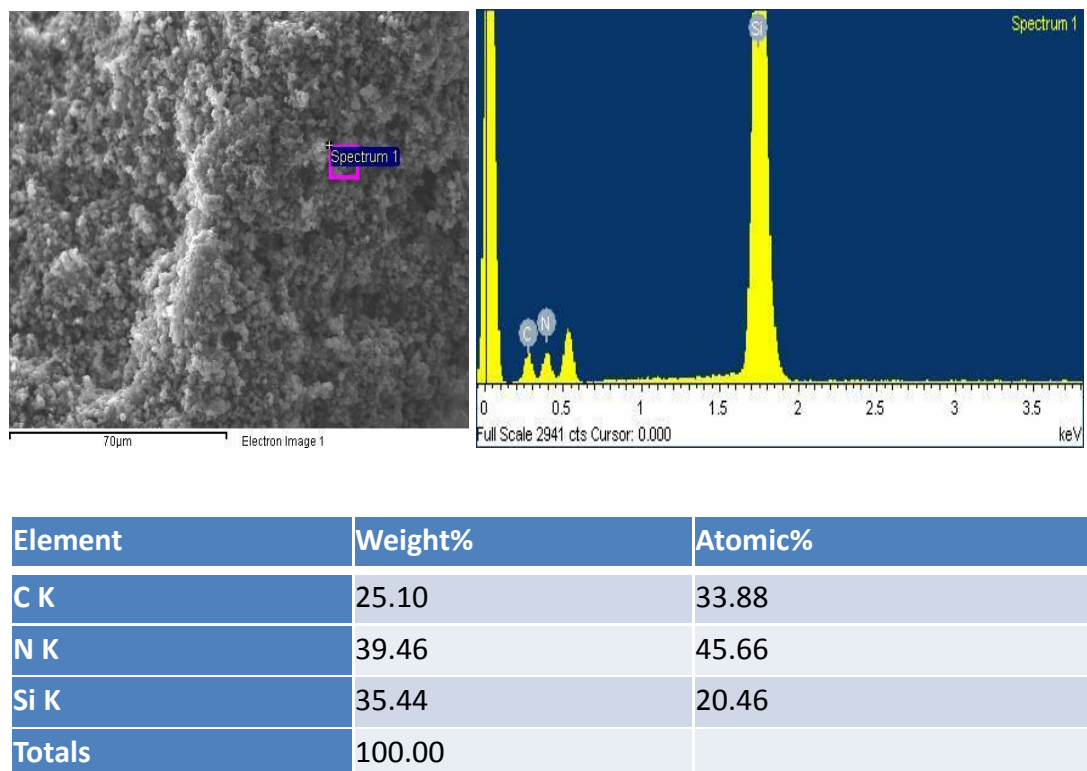 Spectrum 1
70µm
Electron Image 1
Spectrum 1
Si
C
N
0 0.5 1 1.5 2 2.5 3 3.5
Full Scale 2941 cts Cursor: 0.000 keV
Element Weight% Atomic%
C K 25.10 33.88
N K 39.46 45.66
Si K 35.44 20.46
Totals 100.00